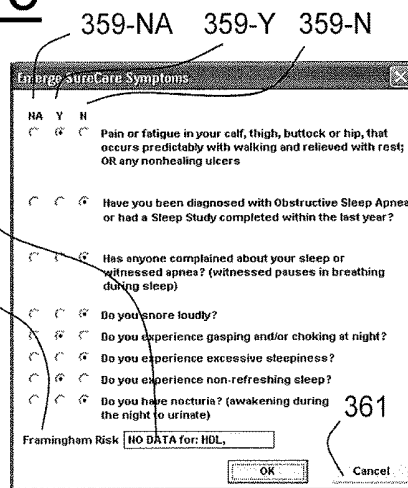 359-NA 359-Y 359-N
Emerge SureCare Symptoms
NA Y N
Pain or fatigue in your calf, thigh, buttock or hip, that
occurs predictably with walking and relieved with rest;
OR any nonhealing ulcers
Have you been diagnosed with Obstructive Sleep Apnea
or had a Sleep Study completed within the last year?
Has anyone complained about your sleep or
witnessed apnea? (witnessed pauses in breathing
during sleep)
Do you snore loudly?
Do you experience gasping and/or choking at night?
Do you experience excessive sleepiness?
Do you experience non-refreshing sleep?
Do you have nocturia? (awakening during
the night to urinate)
361
Framingham Risk NO DATA for: HDL,
OK Cancel